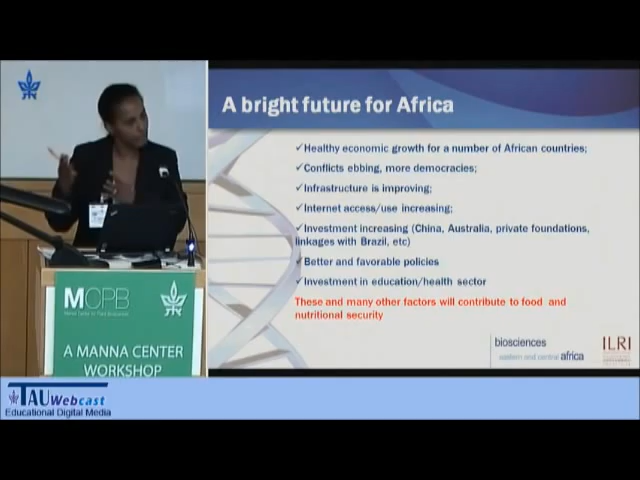 A bright future for Africa
✓Healthy economic growth for a number of African countries;
✓Conflicts ebbing, more democracies;
✓Infrastructure is improving;
✓Internet access/use increasing;
✓Investment increasing (China, Australia, private foundations,
linkages with Brazil, etc)
✓Better and favorable policies
✓Investment in education/health sector
These and many other factors will contribute to food and
nutritional security
biosciences
eastern and central africa
ILRI
MCPB
A MANNA CENTER
WORKSHOP
TAUWebcast
Educational Digital Media